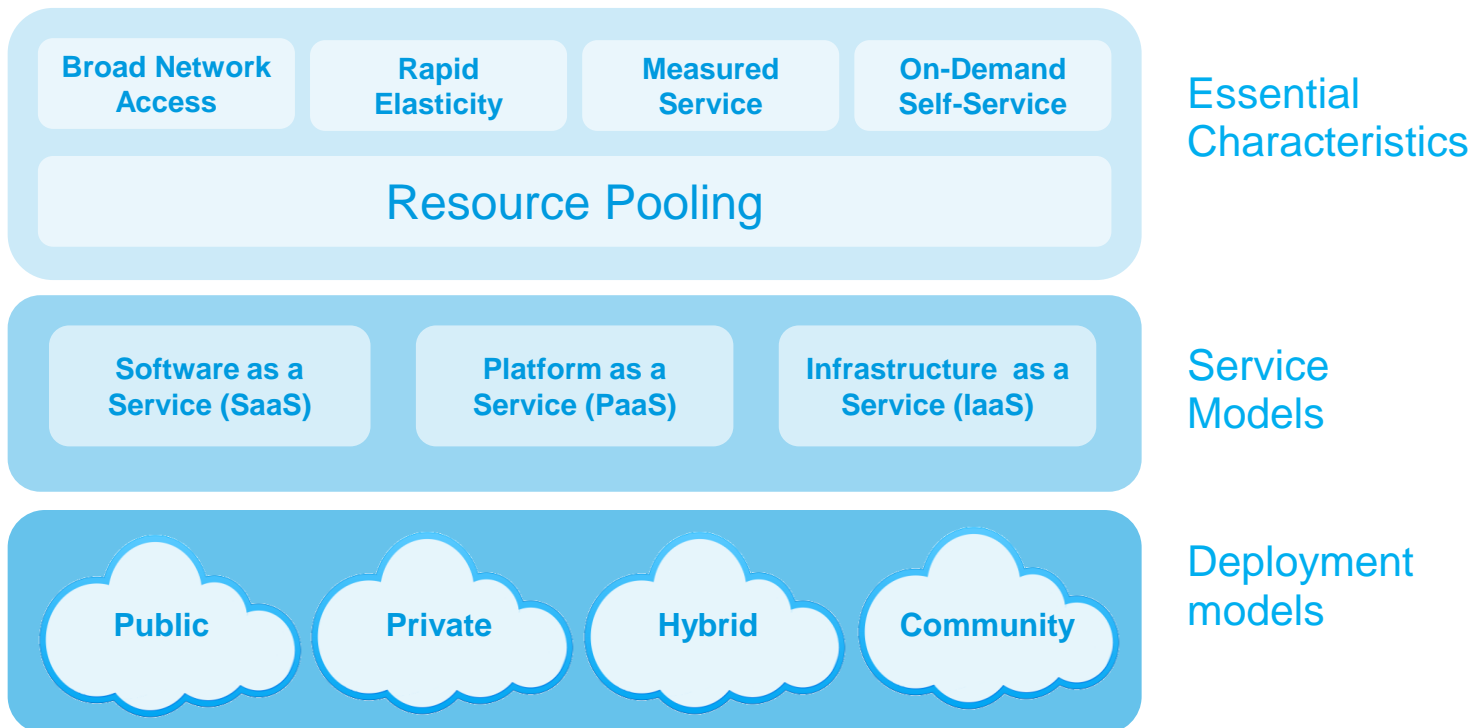 Broad Network
Access
Rapid
Elasticity
Measured
Service
On-Demand
Self-Service
Essential
Characteristics
Resource Pooling
Software as a
Service (SaaS)
Platform as a
Service (PaaS)
Infrastructure  as a
Service (IaaS)
Service
Models
Public
Private
Hybrid
Community
Deployment
models